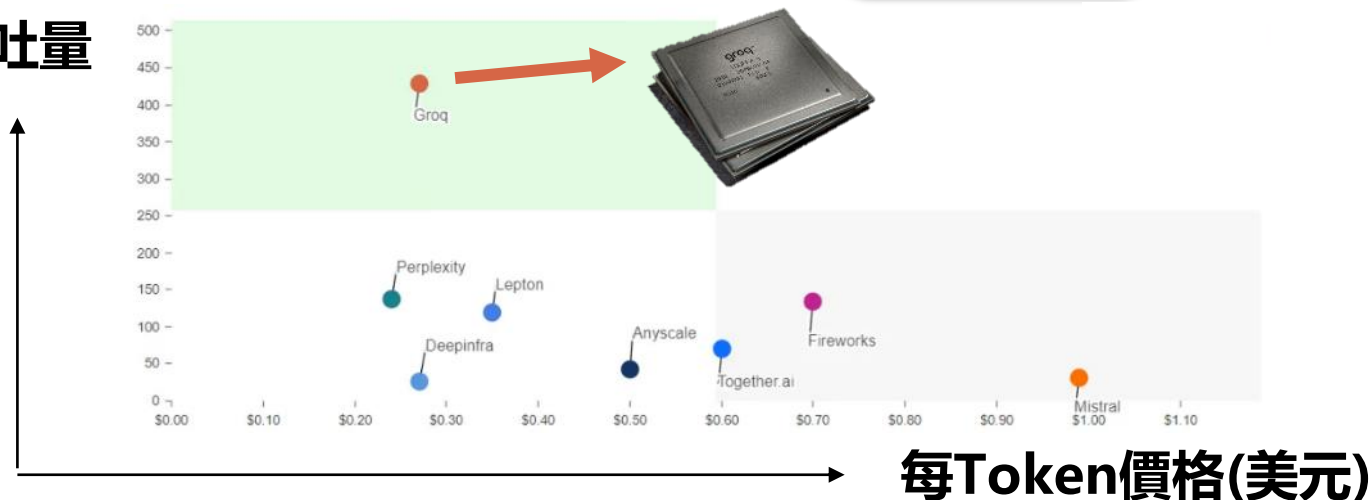 吐量
500
450
400
350
300
250
200
150
100
50
0
groq
Groq
Perplexity
Lepton
Deepinfra
Anyscale
Together.ai
Fireworks
Mistral
$0.00 $0.10 $0.20 $0.30 $0.40 $0.50 $0.60 $0.70 $0.80 $0.90 $1.00 $1.10
每Token價格(美元)